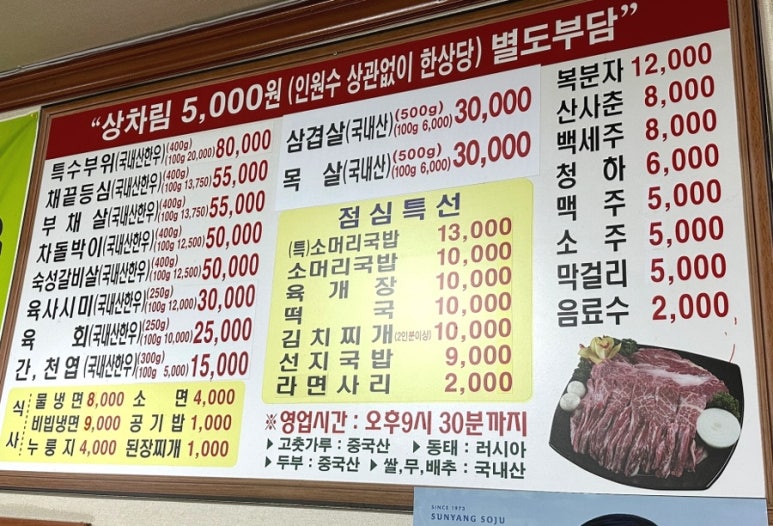 “상차림 5,000원 (인원수 상관없이 한상당) 별도부담”
특수부위(국내산한우)(400g)(100g 20,000)80,000
채끝등심(국내산한우)(400g)(100g 13,750)55,000
부채살(국내산한우)(400g)(100g 13,750)55,000
차돌박이(국내산한우)(400g)(100g 12,500)50,000
숙성갈비살(국내산한우)(400g)(100g 12,500)50,000
육사시미(국내산한우)(250g)(100g 12,000)30,000
육회(국내산한우)(250g)(100g 10,000)25,000
간,천엽(국내산한우)(300g)(100g 5,000)15,000
식사
물냉면 8,000 소면 4,000
비빔냉면 9,000 공기밥 1,000
누룽지 4,000 된장찌개 1,000
삼겹살(국내산)(500g)(100g 6,000)30,000
목살(국내산)(500g)(100g 6,000)30,000
점심특선
(특)소머리국밥 13,000
소머리국밥 10,000
육개장 10,000
떡국 10,000
김치찌개(2인분이상)10,000
선지국밥 9,000
라면사리 2,000
※영업시간 : 오후9시 30분까지
▶고춧가루 : 중국산 ▶동태 : 러시아
▶두부 : 중국산 ▶쌀,무,배추 : 국내산
복분자 12,000
산사춘 8,000
백세주 8,000
청하 6,000
맥주 5,000
소주 5,000
막걸리 5,000
음료수 2,000
SINCE 1973
SUNYANG SOJU